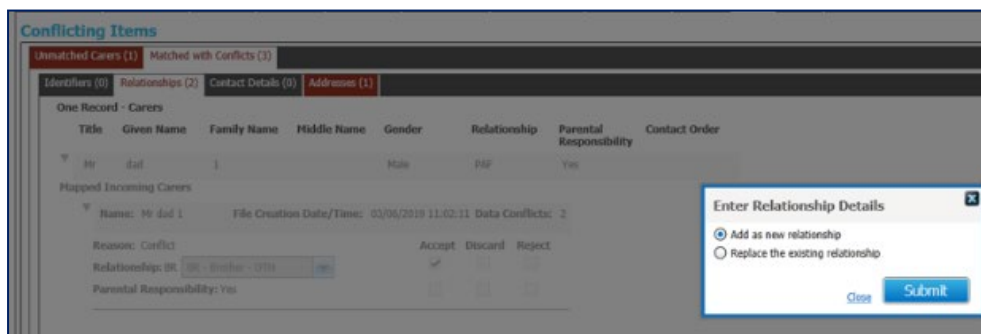 Conflicting Items
Unmatched Carers (1) Matched with Conflicts (3)
Identifiers (0) Relationships (2) Contact Details (0) Addresses (1)
One Record - Carers
Title Given Name Family Name Middle Name Gender Relationship Parental Responsibility Contact Order
Mr dad 1 Male PAF Yes
Mapped Incoming Carers
Name: Mr dad 1 File Creation Date/Time: 03/06/2019 11:02:11 Data Conflicts: 2
Reason: Conflict Accept Discard Reject
Relationship: BR BR - Brother - OTH
Parental Responsibility: Yes
Enter Relationship Details
Add as new relationship
Replace the existing relationship
Close Submit